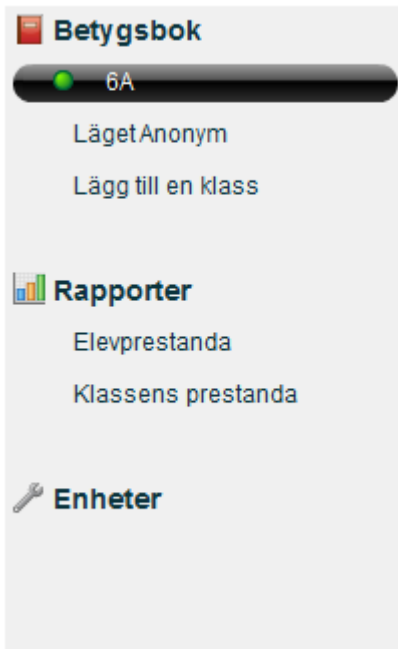 Betygsbok
6A
Läget Anonym
Lägg till en klass
Rapporter
Elevprestanda
Klassens prestanda
Enheter